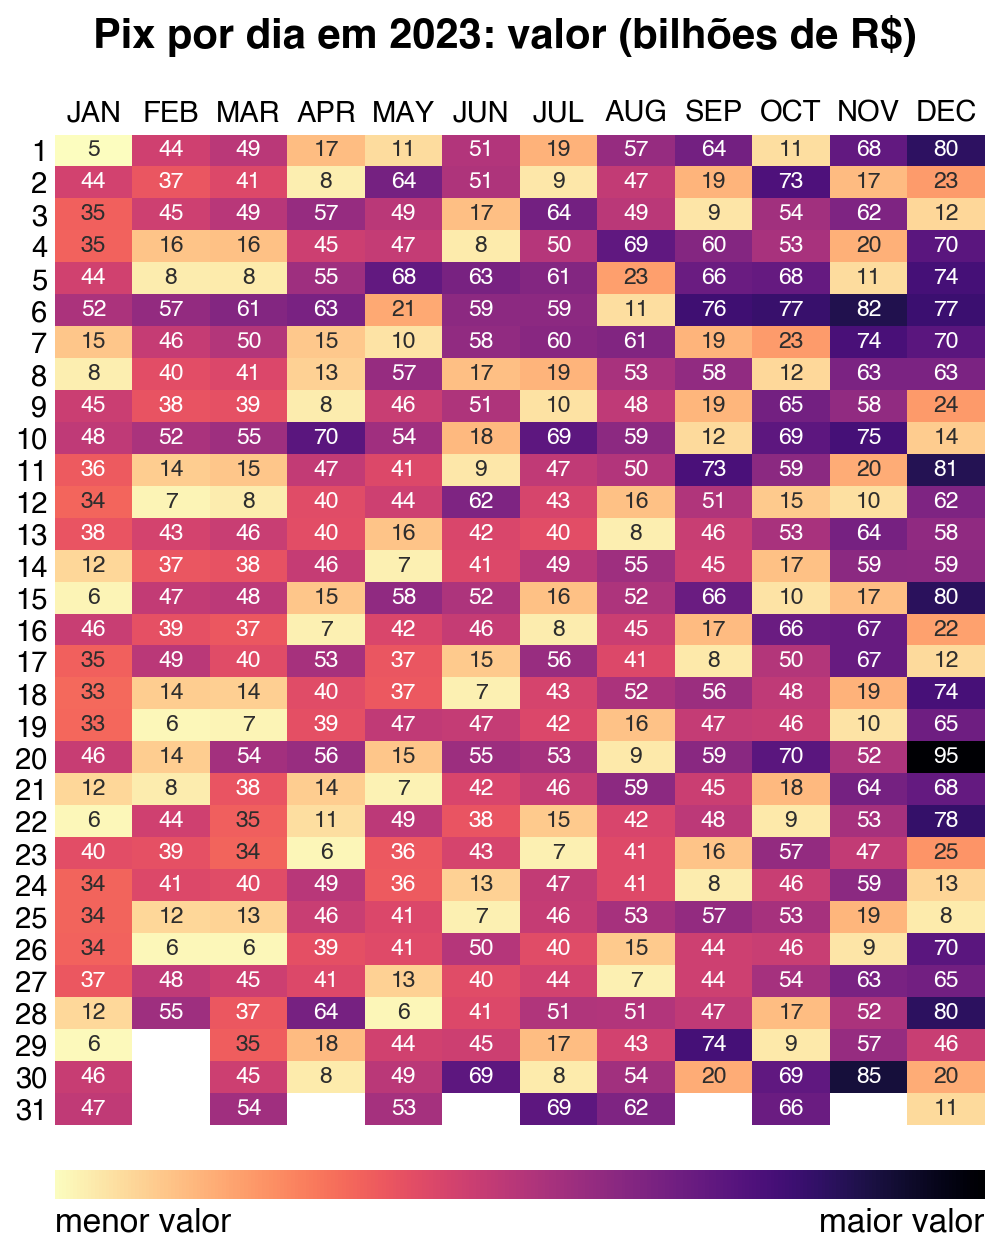 Pix por dia em 2023: valor (bilhões de R$)
JAN FEB MAR APR MAY JUN JUL AUG SEP OCT NOV DEC
1 5 44 49 17 11 51 19 57 64 11 68 80
2 44 37 41 8 64 51 9 47 19 73 17 23
3 35 45 49 57 49 17 64 49 9 54 62 12
4 35 16 16 45 47 8 50 69 60 53 20 70
5 44 8 8 55 68 63 61 23 66 68 11 74
6 52 57 61 63 21 59 59 11 76 77 82 77
7 15 46 50 15 10 58 60 61 19 23 74 70
8 8 40 41 13 57 17 19 53 58 12 63 63
9 45 38 39 8 46 51 10 48 19 65 58 24
10 48 52 55 70 54 18 69 59 12 69 75 14
11 36 14 15 47 41 9 47 50 73 59 20 81
12 34 7 8 40 44 62 43 16 51 15 10 62
13 38 43 46 40 16 42 40 8 46 53 64 58
14 12 37 38 46 7 41 49 55 45 17 59 59
15 6 47 48 15 58 52 16 52 66 10 17 80
16 46 39 37 7 42 46 8 45 17 66 67 22
17 35 49 40 53 37 15 56 41 8 50 67 12
18 33 14 14 40 37 7 43 52 56 48 19 74
19 33 6 7 39 47 47 42 16 47 46 10 65
20 46 14 54 56 15 55 53 9 59 70 52 95
21 12 8 38 14 7 42 46 59 45 18 64 68
22 6 44 35 11 49 38 15 42 48 9 53 78
23 40 39 34 6 36 43 7 41 16 57 47 25
24 34 41 40 49 36 13 47 41 8 46 59 13
25 34 12 13 46 41 7 46 53 57 53 19 8
26 34 6 6 39 41 50 40 15 44 46 9 70
27 37 48 45 41 13 40 44 7 44 54 63 65
28 12 55 37 64 6 41 51 51 47 17 52 80
29 6 35 18 44 45 17 43 74 9 57 46
30 46 45 8 49 69 8 54 20 69 85 20
31 47 54 53 69 62 66 11
menor valor maior valor